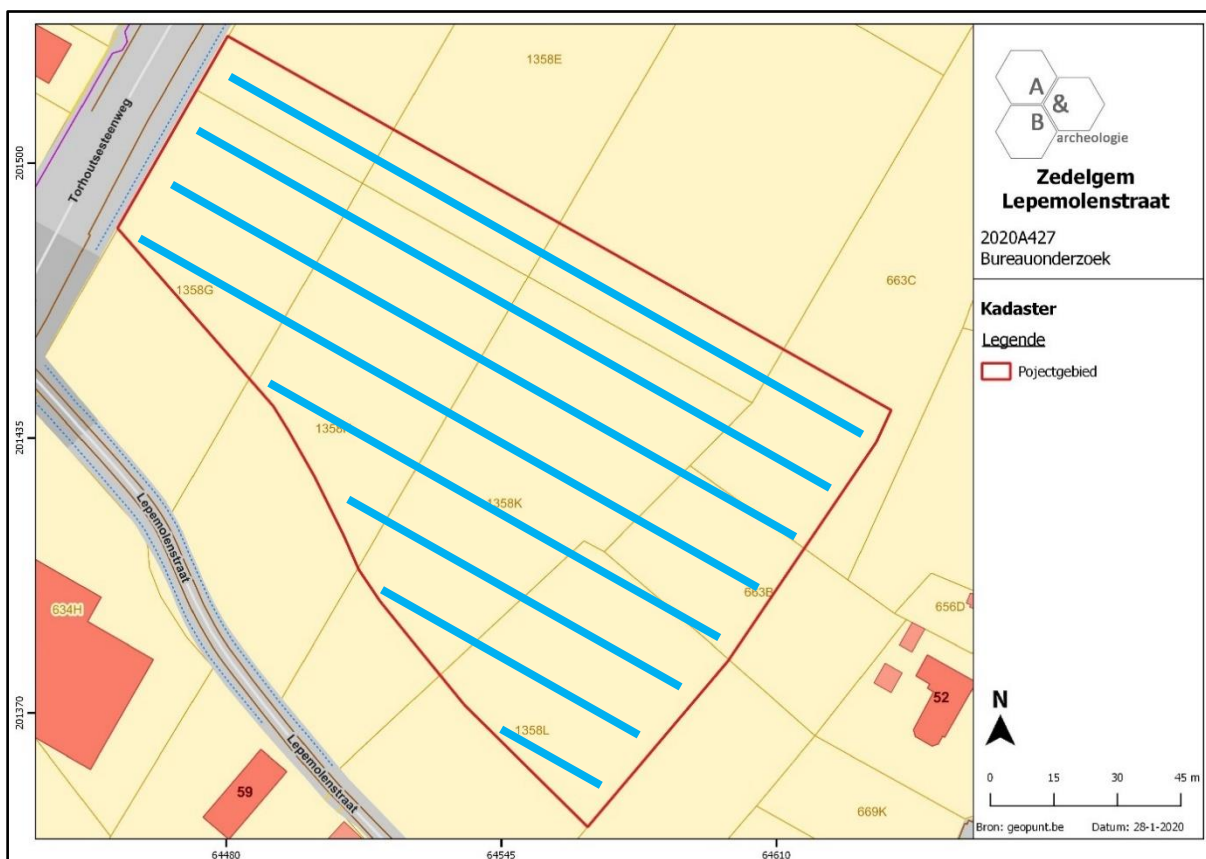 1358E
Torhoutsesteenweg
201500
1358G
663C
201435
1358K
Lepemolenstraat
634H
663B
656D
52
201370
1358L
Lepemolenstraat
59
669K
64480
64545
64610
A
&
B
archeologie
Zedelgem
Lepemolenstraat
2020A427
Bureauonderzoek
Kadaster
Legende
Pojectgebied
N
0 15 30 45 m
Bron: geopunt.be Datum: 28-1-2020